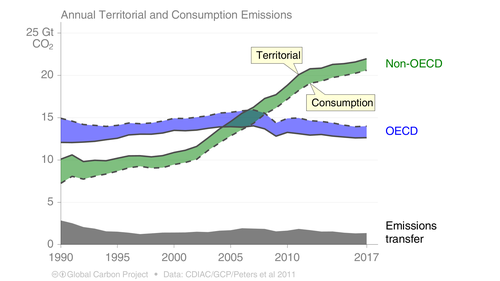 Annual Territorial and Consumption Emissions
25 Gt
CO₂
20
15
10
5
0
Territorial
Consumption
Non-OECD
OECD
Emissions
transfer
1990
1995
2000
2005
2010
2017
Global Carbon Project • Data: CDIAC/GCP/Peters et al 2011